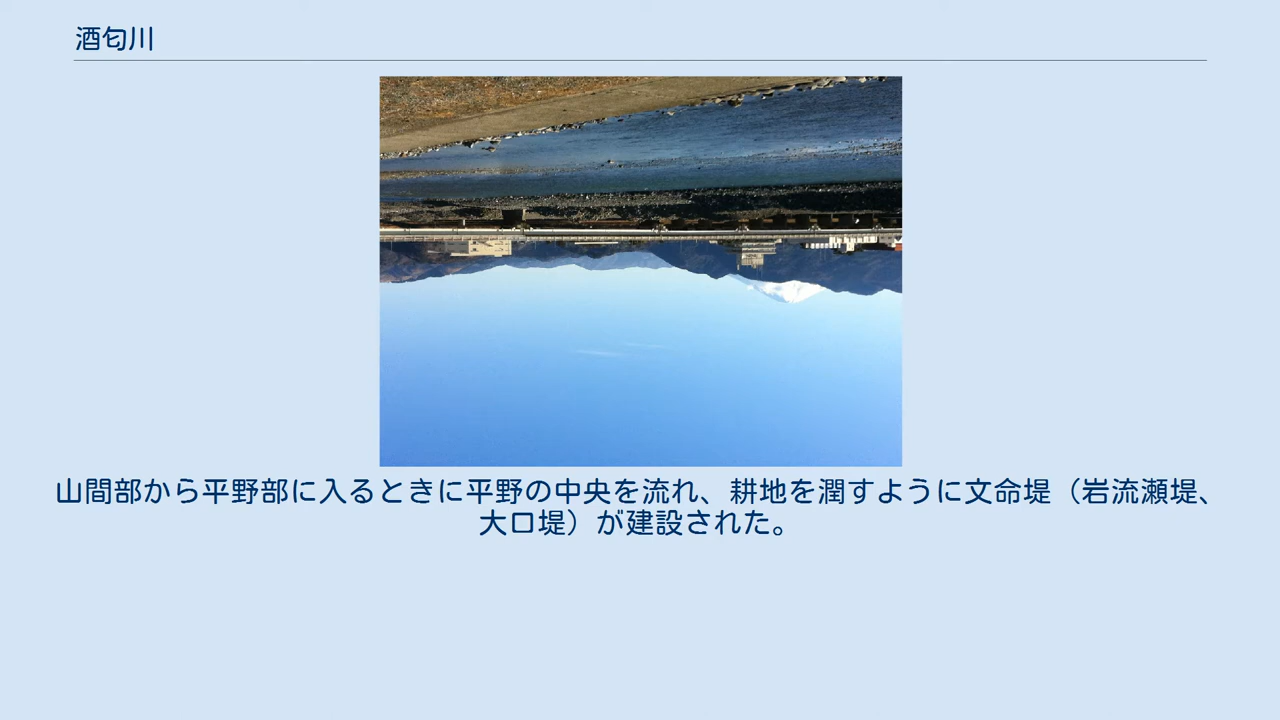 酒匂川
山間部から平野部に入るときに平野の中央を流れ、耕地を潤すように文命堤（岩流瀬堤、
大口堤）が建設された。